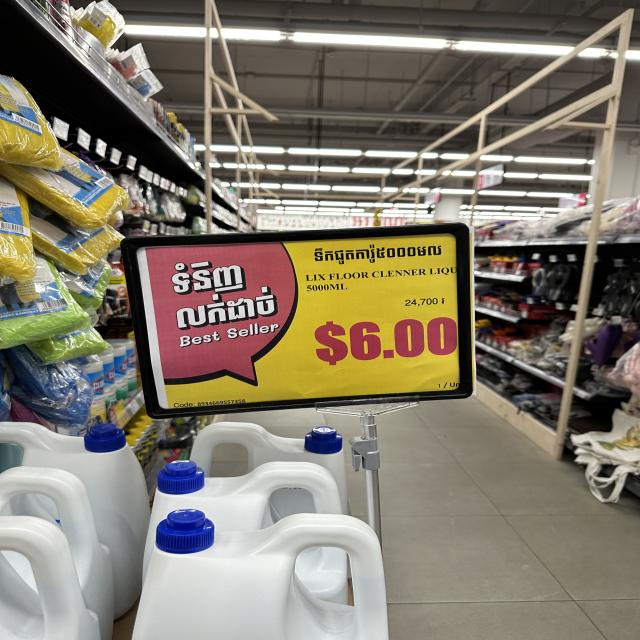 ទំនិញ
លក់ដាច់
Best Seller
ទឹកជូតការ៉ូ៥០០០មល
LIX FLOOR CLENNER LIQU
5000ML
24,700 ៛
$6.00
1 / Un
Code: 8934669557858